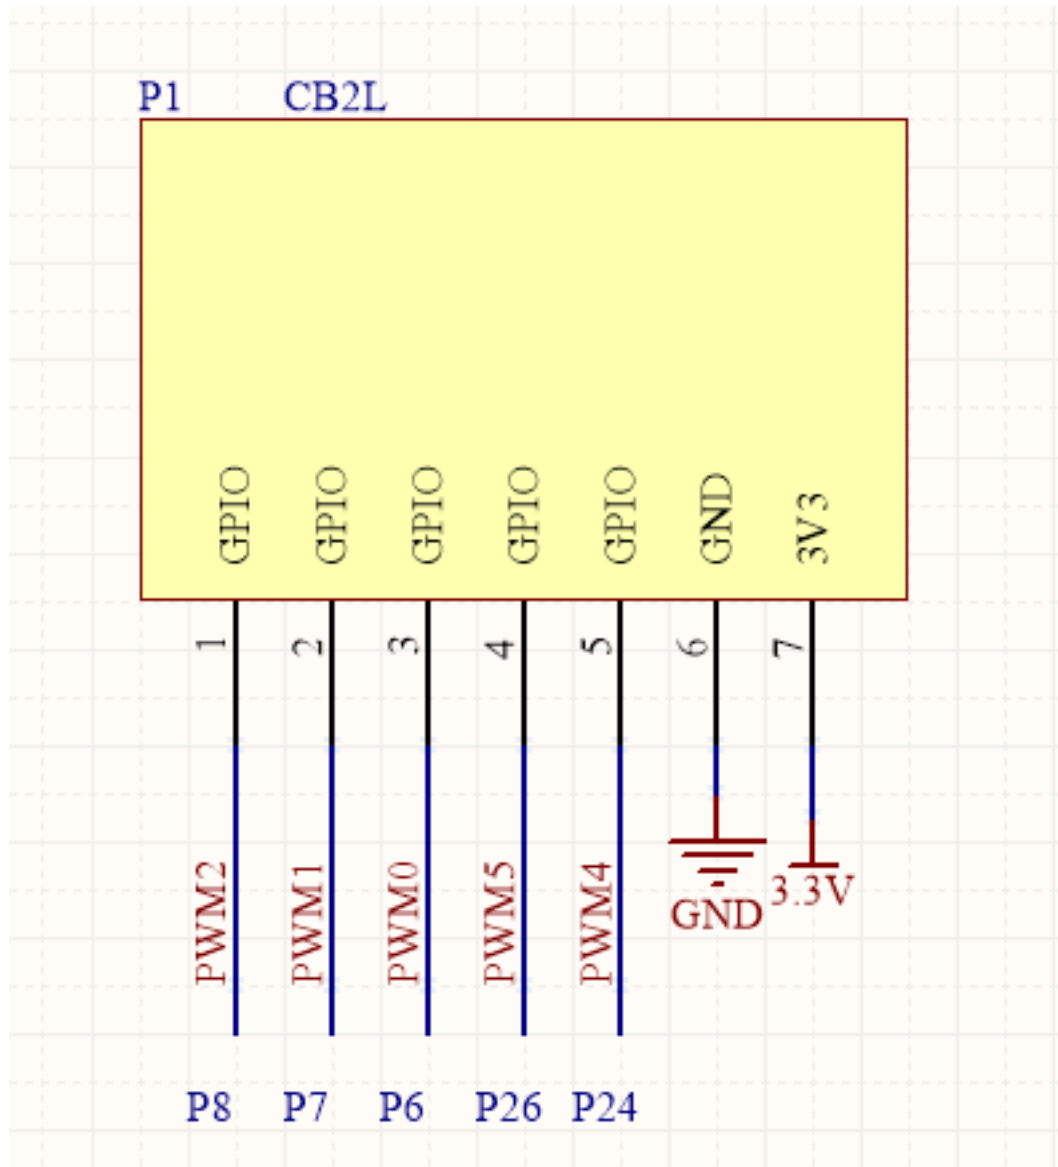 P1 CB2L
GPIO GPIO GPIO GPIO GPIO GND 3V3
1 2 3 4 5 6 7
PWM2 PWM1 PWM0 PWM5 PWM4 GND 3.3V
P8 P7 P6 P26 P24